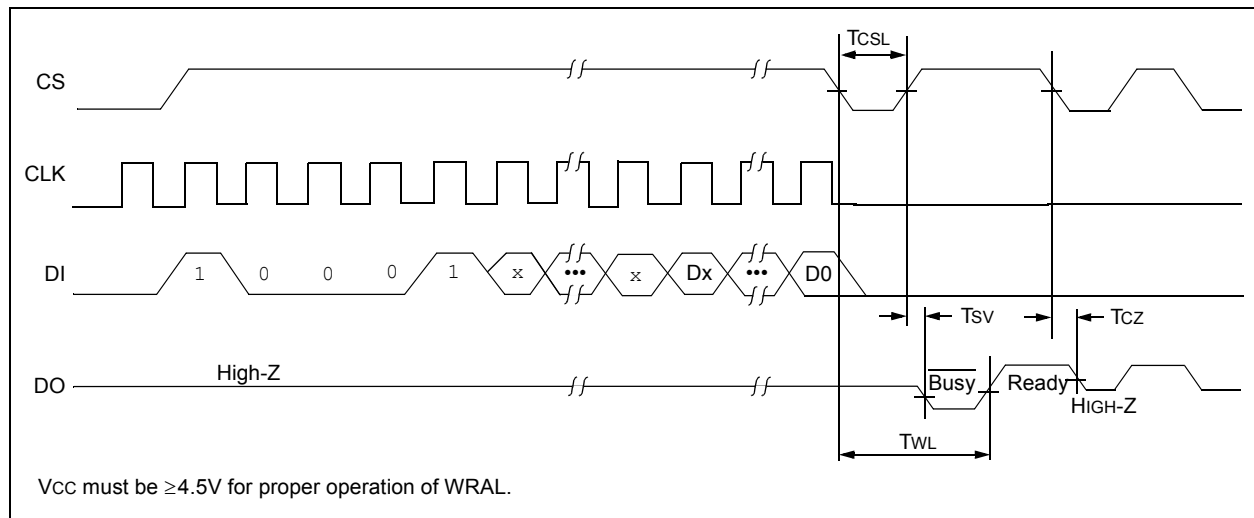 TCSL
CS
CLK
DI 1 0 0 0 1 x ••• x Dx ••• D0
TSV TCZ
DO High-Z Busy Ready HIGH-Z
TWL
VCC must be ≥4.5V for proper operation of WRAL.